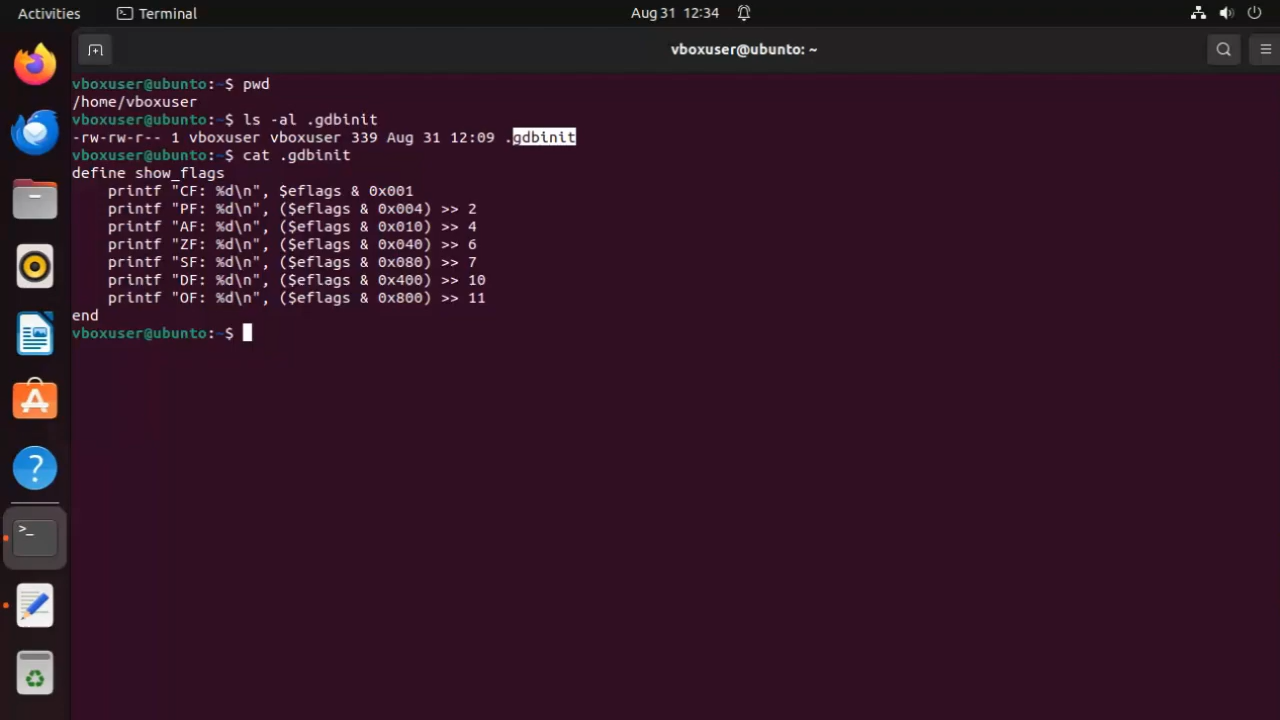 Activities
Terminal
Aug 31 12:34
vboxuser@ubunto: ~
vboxuser@ubunto:~$ pwd
/home/vboxuser
vboxuser@ubunto:~$ ls -al .gdbinit
-rw-rw-r-- 1 vboxuser vboxuser 339 Aug 31 12:09 .gdbinit
vboxuser@ubunto:~$ cat .gdbinit
define show_flags
    printf "CF: %d\n", $eflags & 0x001
    printf "PF: %d\n", ($eflags & 0x004) >> 2
    printf "AF: %d\n", ($eflags & 0x010) >> 4
    printf "ZF: %d\n", ($eflags & 0x040) >> 6
    printf "SF: %d\n", ($eflags & 0x080) >> 7
    printf "DF: %d\n", ($eflags & 0x400) >> 10
    printf "OF: %d\n", ($eflags & 0x800) >> 11
end
vboxuser@ubunto:~$